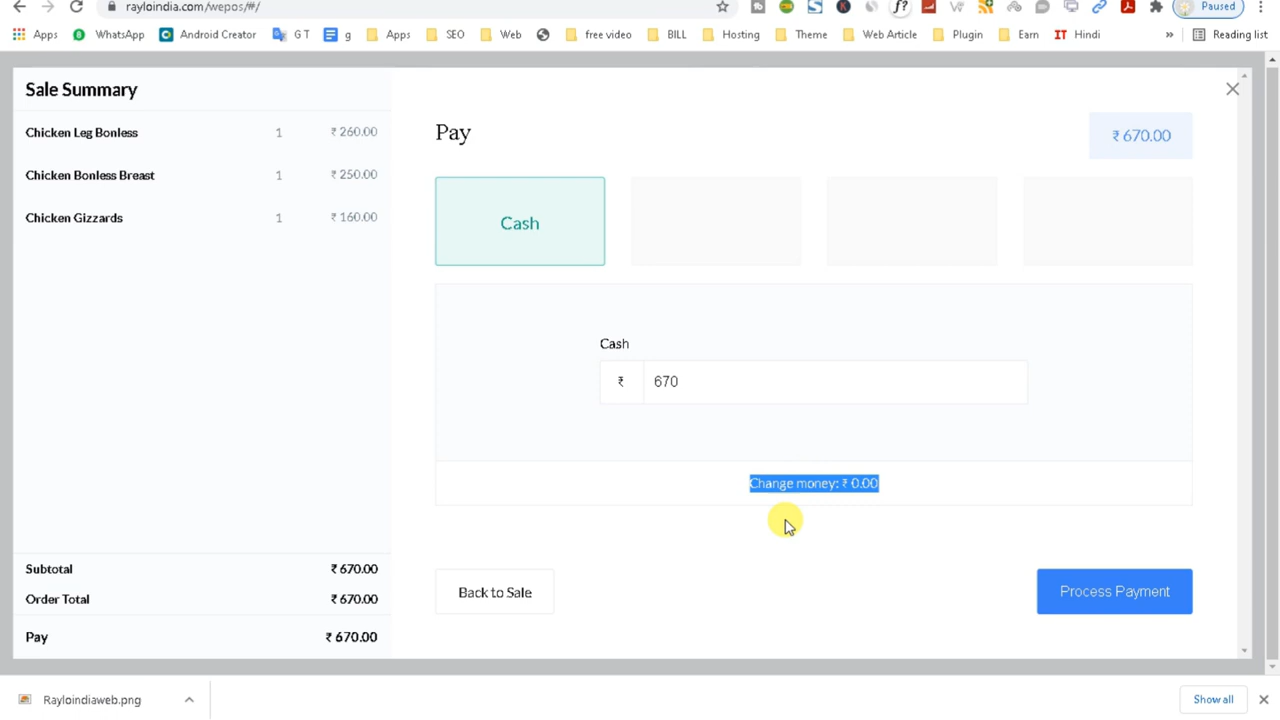 rayloindia.com/wepos/#/
Paused
Apps
WhatsApp
Android Creator
G T
g
Apps
SEO
Web
free video
BILL
Hosting
Theme
Web Article
Plugin
Earn
IT
Hindi
»
Reading list
Sale Summary
Chicken Leg Bonless 1 ₹ 260.00
Chicken Bonless Breast 1 ₹ 250.00
Chicken Gizzards 1 ₹ 160.00
Subtotal ₹ 670.00
Order Total ₹ 670.00
Pay ₹ 670.00
Pay
₹ 670.00
Cash
Cash
₹ 670
Change money: ₹ 0.00
Back to Sale
Process Payment
Rayloindiaweb.png
Show all